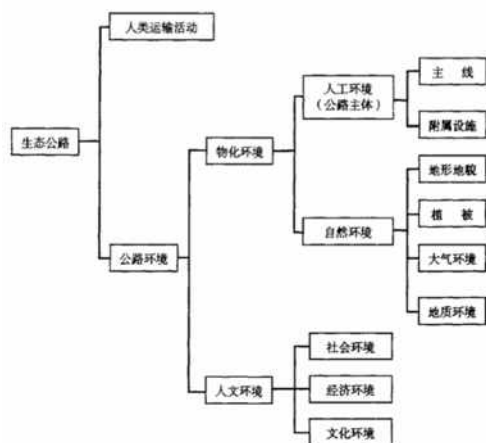 人类运输活动
人工环境
(公路主体)
主 线
附属设施
生态公路
物化环境
地形地貌
植 被
自然环境
公路环境
大气环境
地质环境
社会环境
人文环境
经济环境
文化环境